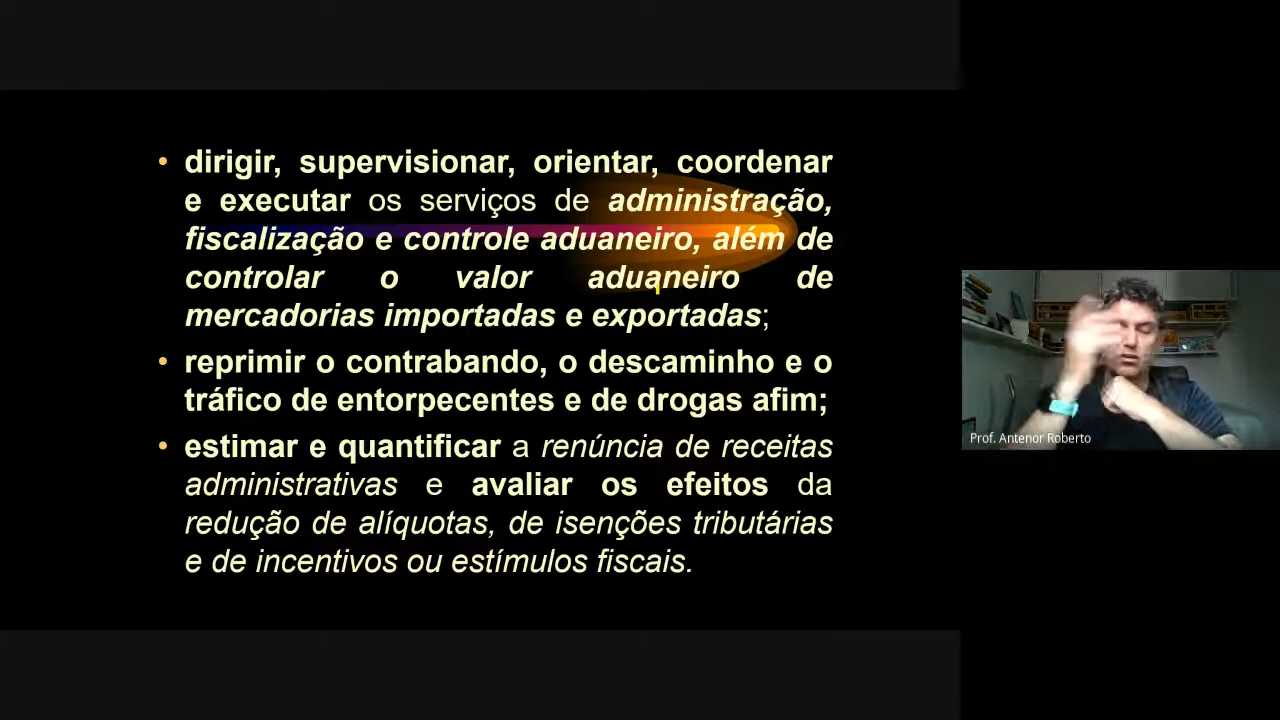 • dirigir, supervisionar, orientar, coordenar
e executar os serviços de administração,
fiscalização e controle aduaneiro, além de
controlar o valor aduaneiro de
mercadorias importadas e exportadas;
• reprimir o contrabando, o descaminho e o
tráfico de entorpecentes e de drogas afim;
• estimar e quantificar a renúncia de receitas
administrativas e avaliar os efeitos da
redução de alíquotas, de isenções tributárias
e de incentivos ou estímulos fiscais.
Prof. Antenor Roberto